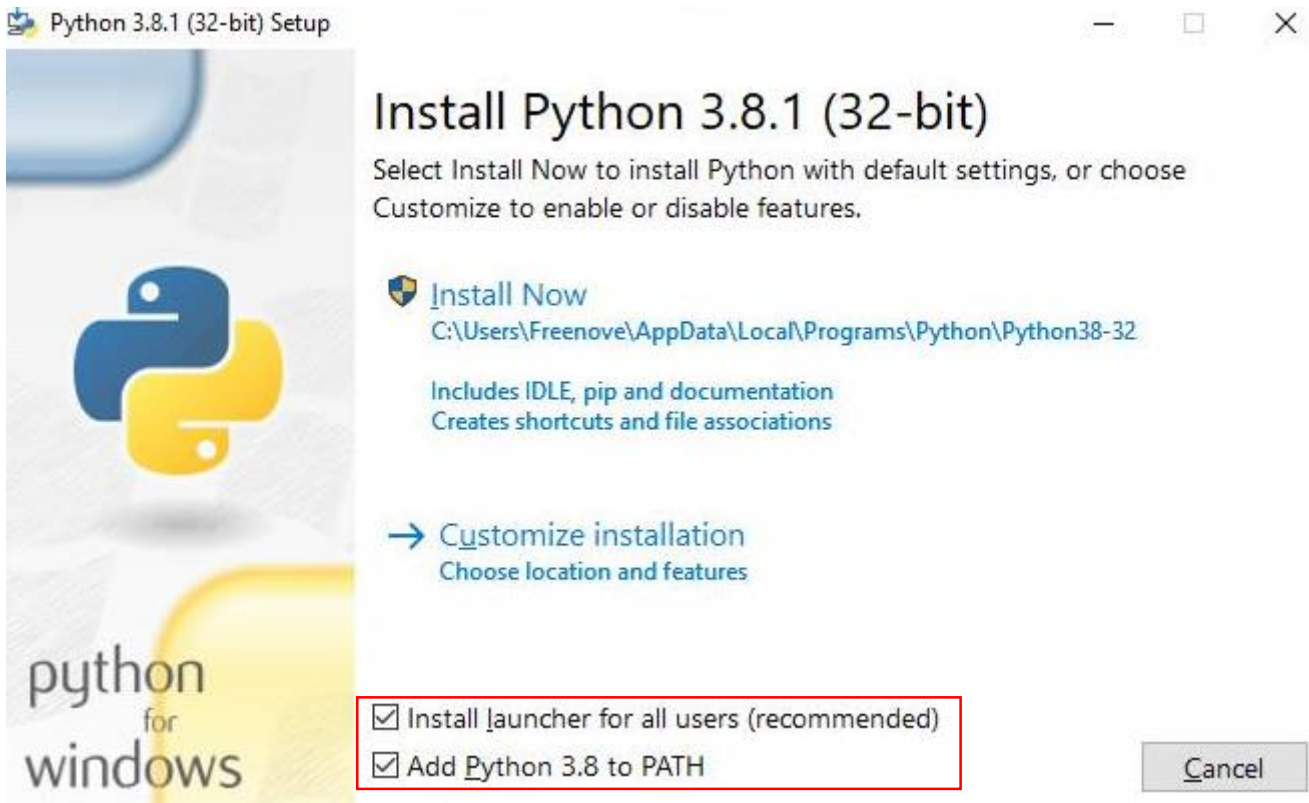 Python 3.8.1 (32-bit) Setup
Install Python 3.8.1 (32-bit)
Select Install Now to install Python with default settings, or choose
Customize to enable or disable features.
Install Now
C:\Users\Freenove\AppData\Local\Programs\Python\Python38-32
Includes IDLE, pip and documentation
Creates shortcuts and file associations
Customize installation
Choose location and features
python
for
windows
Install launcher for all users (recommended)
Add Python 3.8 to PATH
Cancel